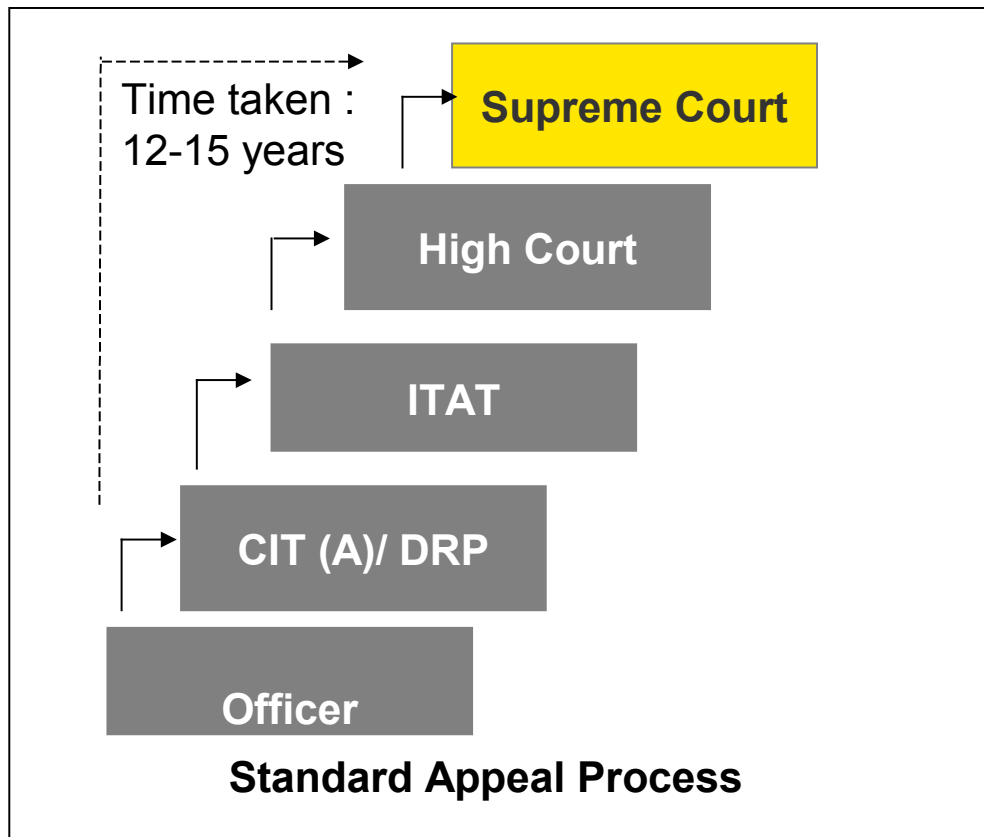 Time taken :
12-15 years
Supreme Court
High Court
ITAT
CIT (A)/ DRP
Officer
Standard Appeal Process